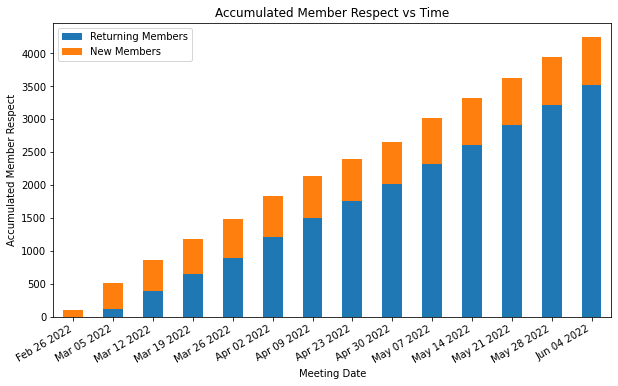 Accumulated Member Respect vs Time
Returning Members
New Members
Accumulated Member Respect
4000
3500
3000
2500
2000
1500
1000
500
0
Feb 26 2022
Mar 05 2022
Mar 12 2022
Mar 19 2022
Mar 26 2022
Apr 02 2022
Apr 09 2022
Apr 23 2022
Apr 30 2022
May 07 2022
May 14 2022
May 21 2022
May 28 2022
Jun 04 2022
Meeting Date